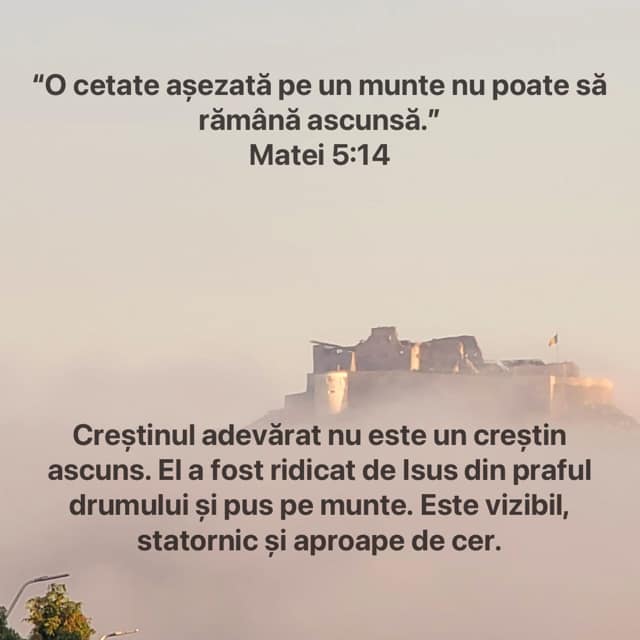 “O cetate așezată pe un munte nu poate să
rămână ascunsă.”
Matei 5:14
Creștinul adevărat nu este un creștin
ascuns. El a fost ridicat de Isus din praful
drumului și pus pe munte. Este vizibil,
statornic și aproape de cer.